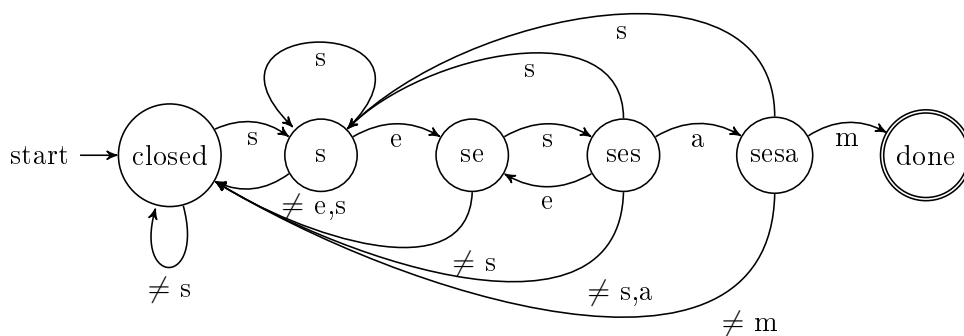 s
s
s
start
closed
s
s
e
se
s
ses
a
sesa
m
done
e
≠ e,s
≠ s
≠ s
≠ s,a
≠ m